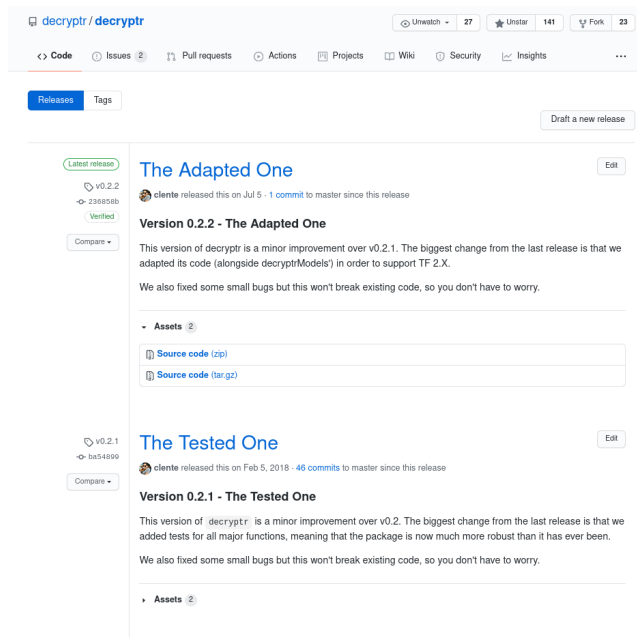 decryptr / decryptr
Unwatch 27 Unstar 141 Fork 23
Code Issues 2 Pull requests Actions Projects Wiki Security Insights ...
Releases Tags
Draft a new release
Latest release
v0.2.2
236858b
Verified
Compare
The Adapted One
Edit
clente released this on Jul 5 · 1 commit to master since this release
Version 0.2.2 - The Adapted One
This version of decryptr is a minor improvement over v0.2.1. The biggest change from the last release is that we
adapted its code (alongside decryptrModels') in order to support TF 2.X.
We also fixed some small bugs but this won't break existing code, so you don't have to worry.
Assets 2
Source code (zip)
Source code (tar.gz)
v0.2.1
ba54899
Compare
The Tested One
Edit
clente released this on Feb 5, 2018 · 46 commits to master since this release
Version 0.2.1 - The Tested One
This version of decryptr is a minor improvement over v0.2. The biggest change from the last release is that we
added tests for all major functions, meaning that the package is now much more robust than it has ever been.
We also fixed some small bugs but this won't break existing code, so you don't have to worry.
Assets 2